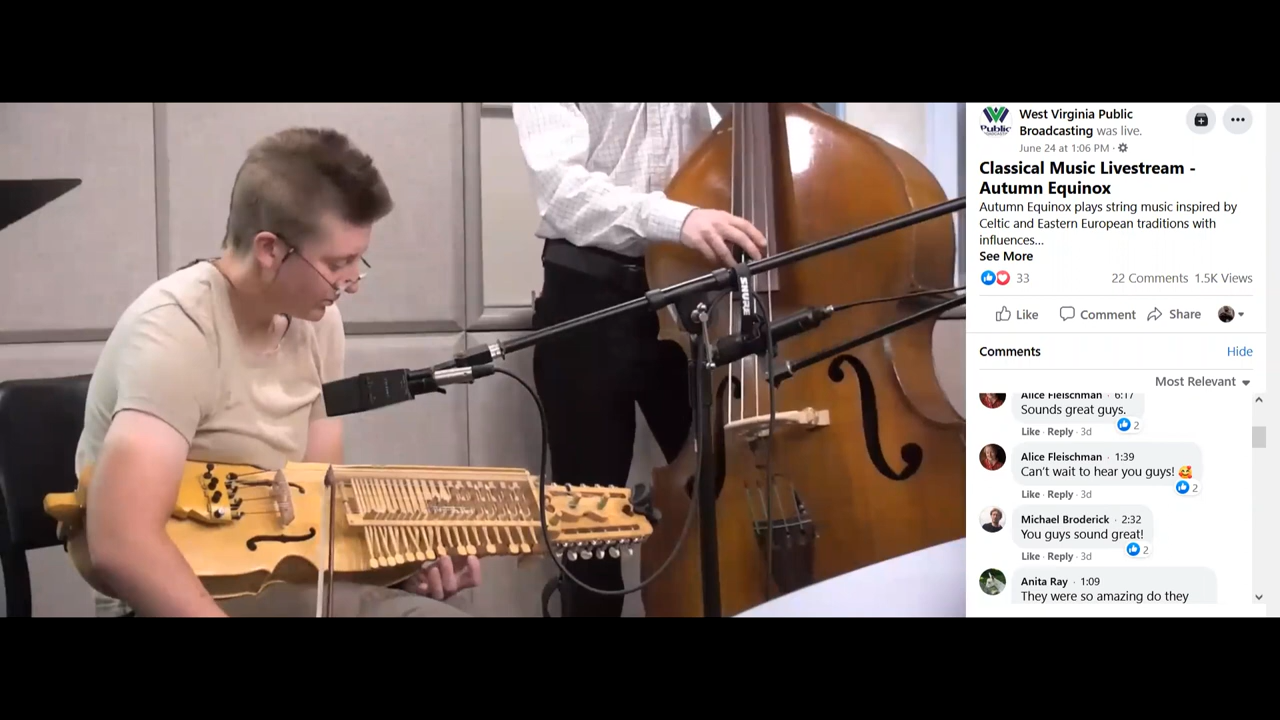 West Virginia Public
Broadcasting was live.
June 24 at 1:06 PM ·
Public
Classical Music Livestream -
Autumn Equinox
Autumn Equinox plays string music inspired by
Celtic and Eastern European traditions with
influences...
See More
33
22 Comments 1.5K Views
Like Comment Share
Comments
Hide
Most Relevant
Alice Fleischman · 6:17
Sounds great guys.
2
Like · Reply · 3d
Alice Fleischman · 1:39
Can't wait to hear you guys! 🥰
2
Like · Reply · 3d
Michael Broderick · 2:32
You guys sound great!
2
Like · Reply · 3d
Anita Ray · 1:09
They were so amazing do they
SHURE